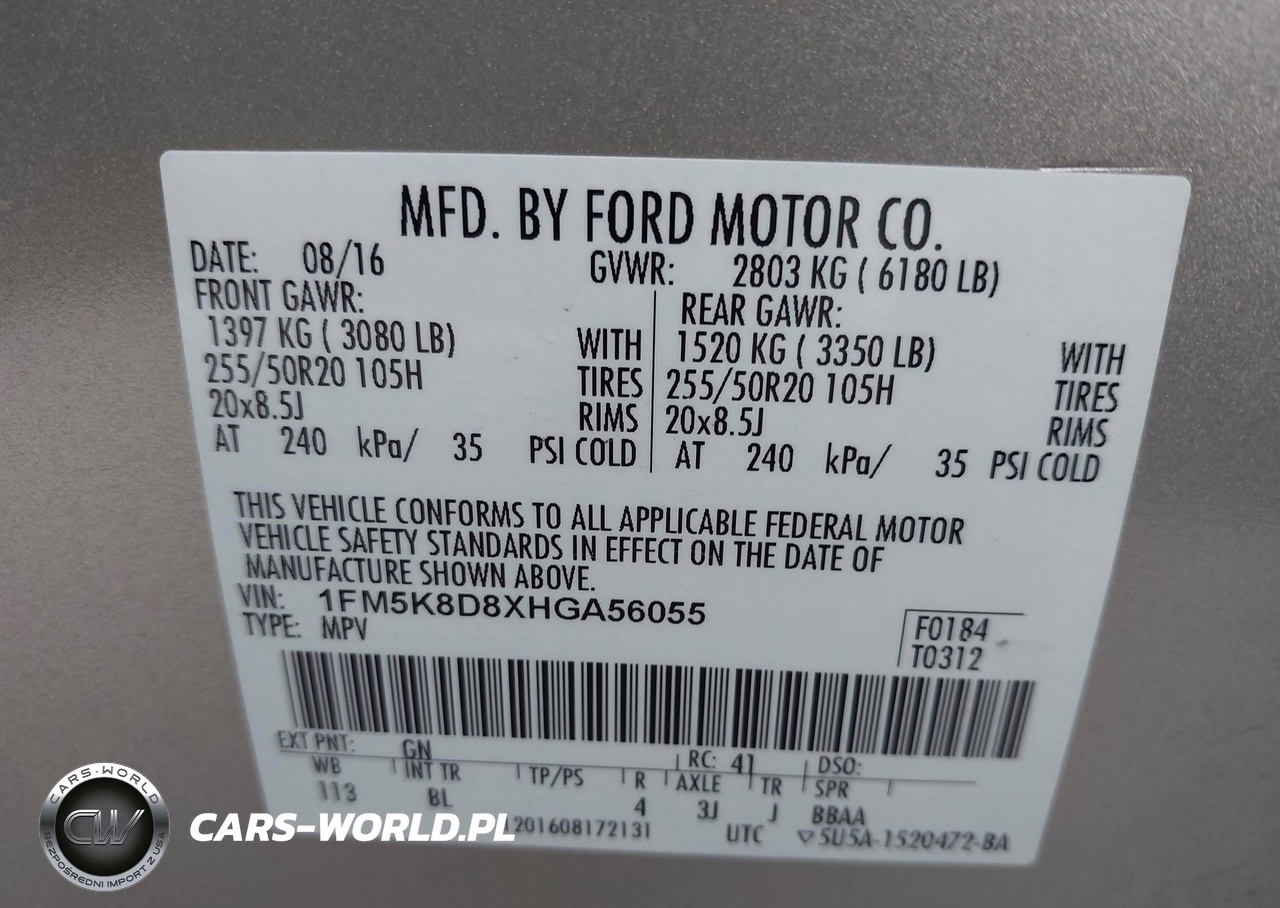 MFD. BY FORD MOTOR CO.
DATE: 08/16 GVWR: 2803 KG ( 6180 LB)
FRONT GAWR: REAR GAWR:
1397 KG ( 3080 LB) WITH 1520 KG ( 3350 LB) WITH
255/50R20 105H TIRES 255/50R20 105H TIRES
20x8.5J RIMS 20x8.5J RIMS
AT 240 kPa/ 35 PSI COLD AT 240 kPa/ 35 PSI COLD
THIS VEHICLE CONFORMS TO ALL APPLICABLE FEDERAL MOTOR
VEHICLE SAFETY STANDARDS IN EFFECT ON THE DATE OF
MANUFACTURE SHOWN ABOVE.
VIN: 1FM5K8D8XHGA56055
TYPE: MPV
F0184
T0312
EXT PNT: GN RC: 41 DSO:
WB INT TR TP/PS R AXLE TR SPR
113 BL 4 3J J BBAA
201608172131 UTC 5U5A-1520472-BA
CARS-WORLD
CW
BEZPOŚREDNI IMPORT Z USA
CARS-WORLD.PL